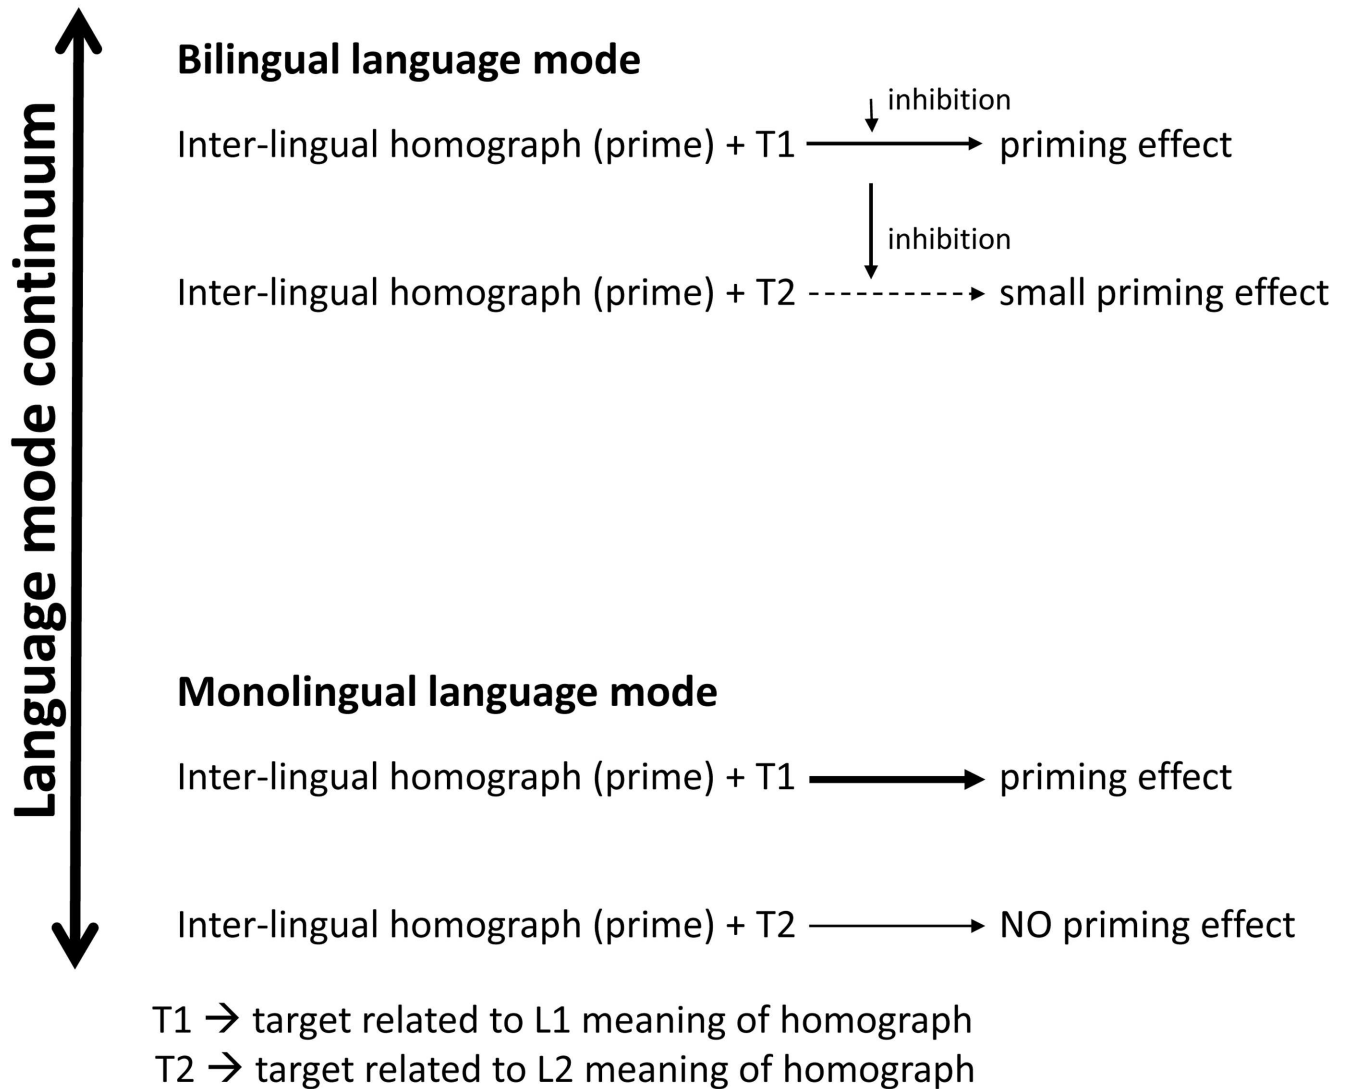 Language mode continuum
Bilingual language mode
inhibition
Inter-lingual homograph (prime) + T1 priming effect
inhibition
Inter-lingual homograph (prime) + T2 small priming effect
Monolingual language mode
Inter-lingual homograph (prime) + T1 priming effect
Inter-lingual homograph (prime) + T2 NO priming effect
T1 → target related to L1 meaning of homograph
T2 → target related to L2 meaning of homograph